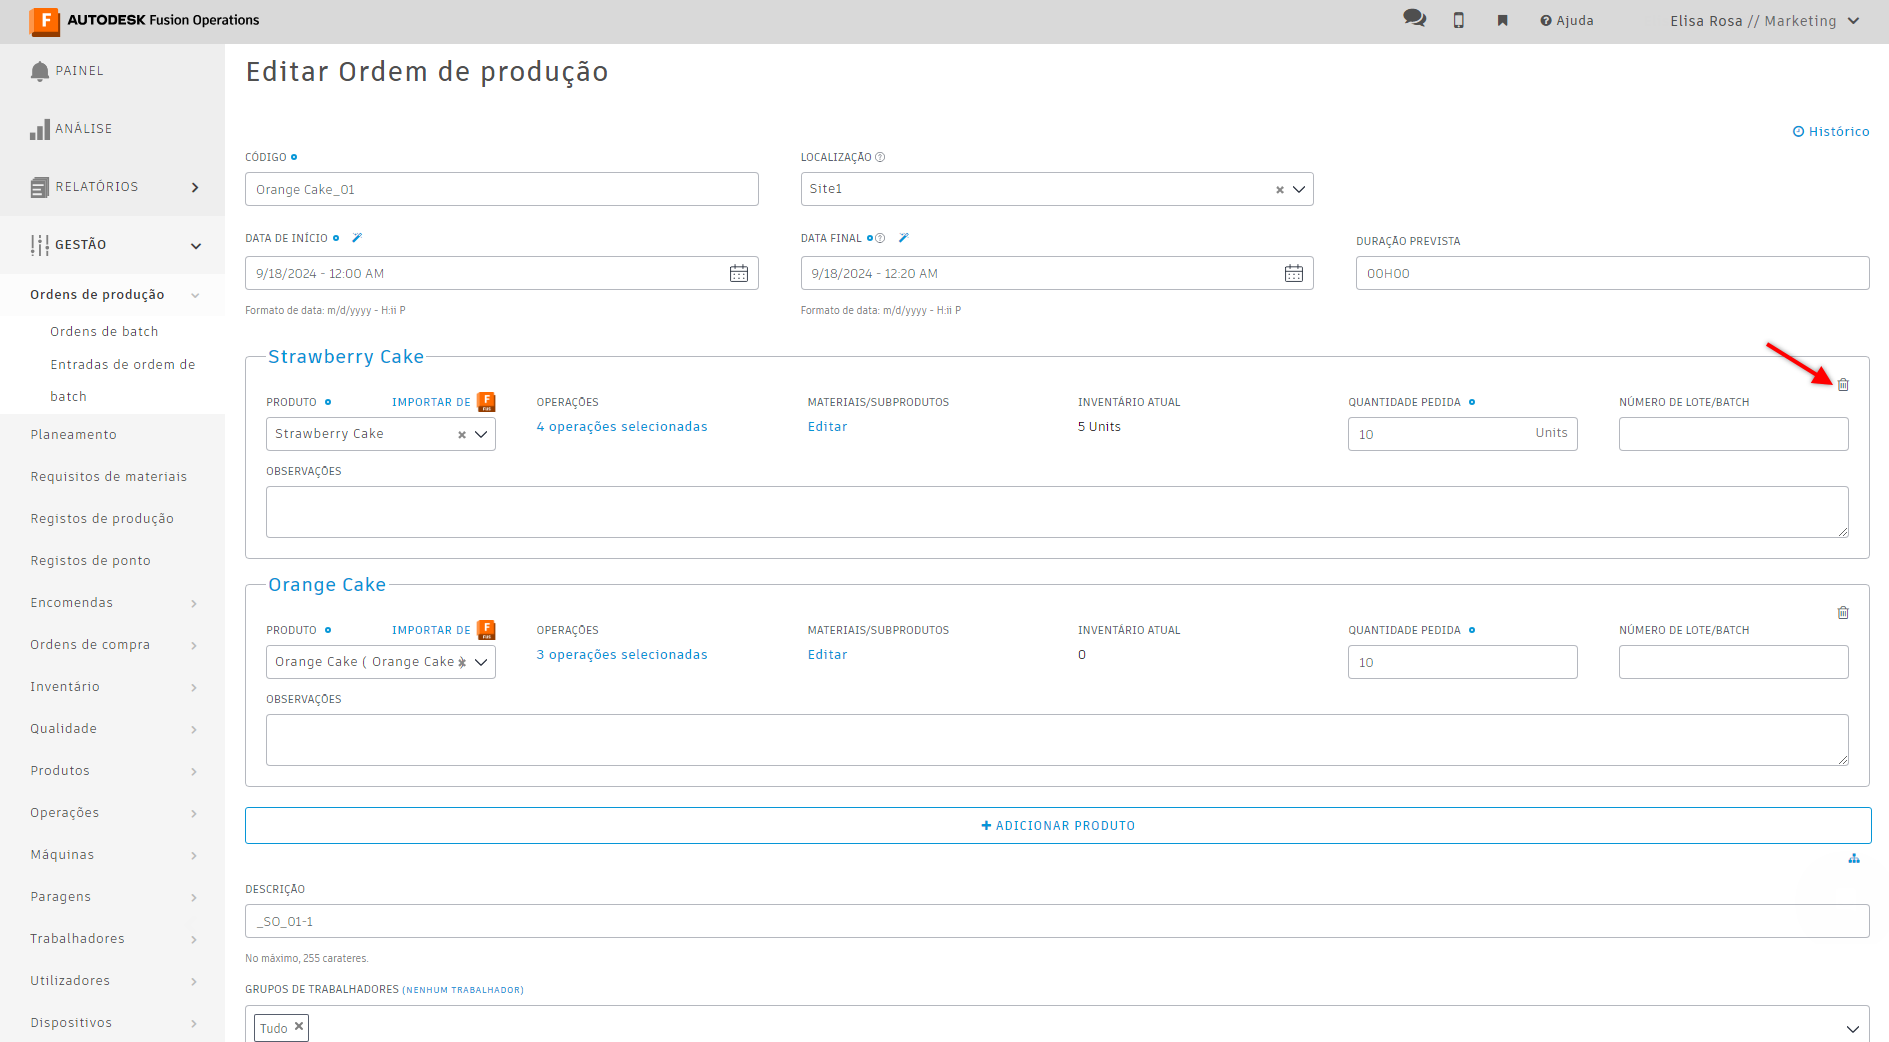 AUTODESK Fusion Operations
Ajuda
Elisa Rosa // Marketing
PAINEL
ANÁLISE
RELATÓRIOS
GESTÃO
Ordens de produção
Ordens de batch
Entradas de ordem de
batch
Planeamento
Requisitos de materiais
Registos de produção
Registos de ponto
Encomendas
Ordens de compra
Inventário
Qualidade
Produtos
Operações
Máquinas
Paragens
Trabalhadores
Utilizadores
Dispositivos
Editar Ordem de produção
Histórico
CÓDIGO
LOCALIZAÇÃO
Orange Cake_01
Site1
DATA DE INÍCIO
DATA FINAL
DURAÇÃO PREVISTA
9/18/2024 - 12:00 AM
9/18/2024 - 12:20 AM
00H00
Formato de data: m/d/yyyy - H:ii P
Formato de data: m/d/yyyy - H:ii P
Strawberry Cake
PRODUTO IMPORTAR DE OPERAÇÕES MATERIAIS/SUBPRODUTOS INVENTÁRIO ATUAL QUANTIDADE PEDIDA NÚMERO DE LOTE/BATCH
Strawberry Cake 4 operações selecionadas Editar 5 Units 10 Units
OBSERVAÇÕES
Orange Cake
PRODUTO IMPORTAR DE OPERAÇÕES MATERIAIS/SUBPRODUTOS INVENTÁRIO ATUAL QUANTIDADE PEDIDA NÚMERO DE LOTE/BATCH
Orange Cake ( Orange Cake 3 operações selecionadas Editar 0 10
OBSERVAÇÕES
+ ADICIONAR PRODUTO
DESCRIÇÃO
_SO_01-1
No máximo, 255 carateres.
GRUPOS DE TRABALHADORES (NENHUM TRABALHADOR)
Tudo